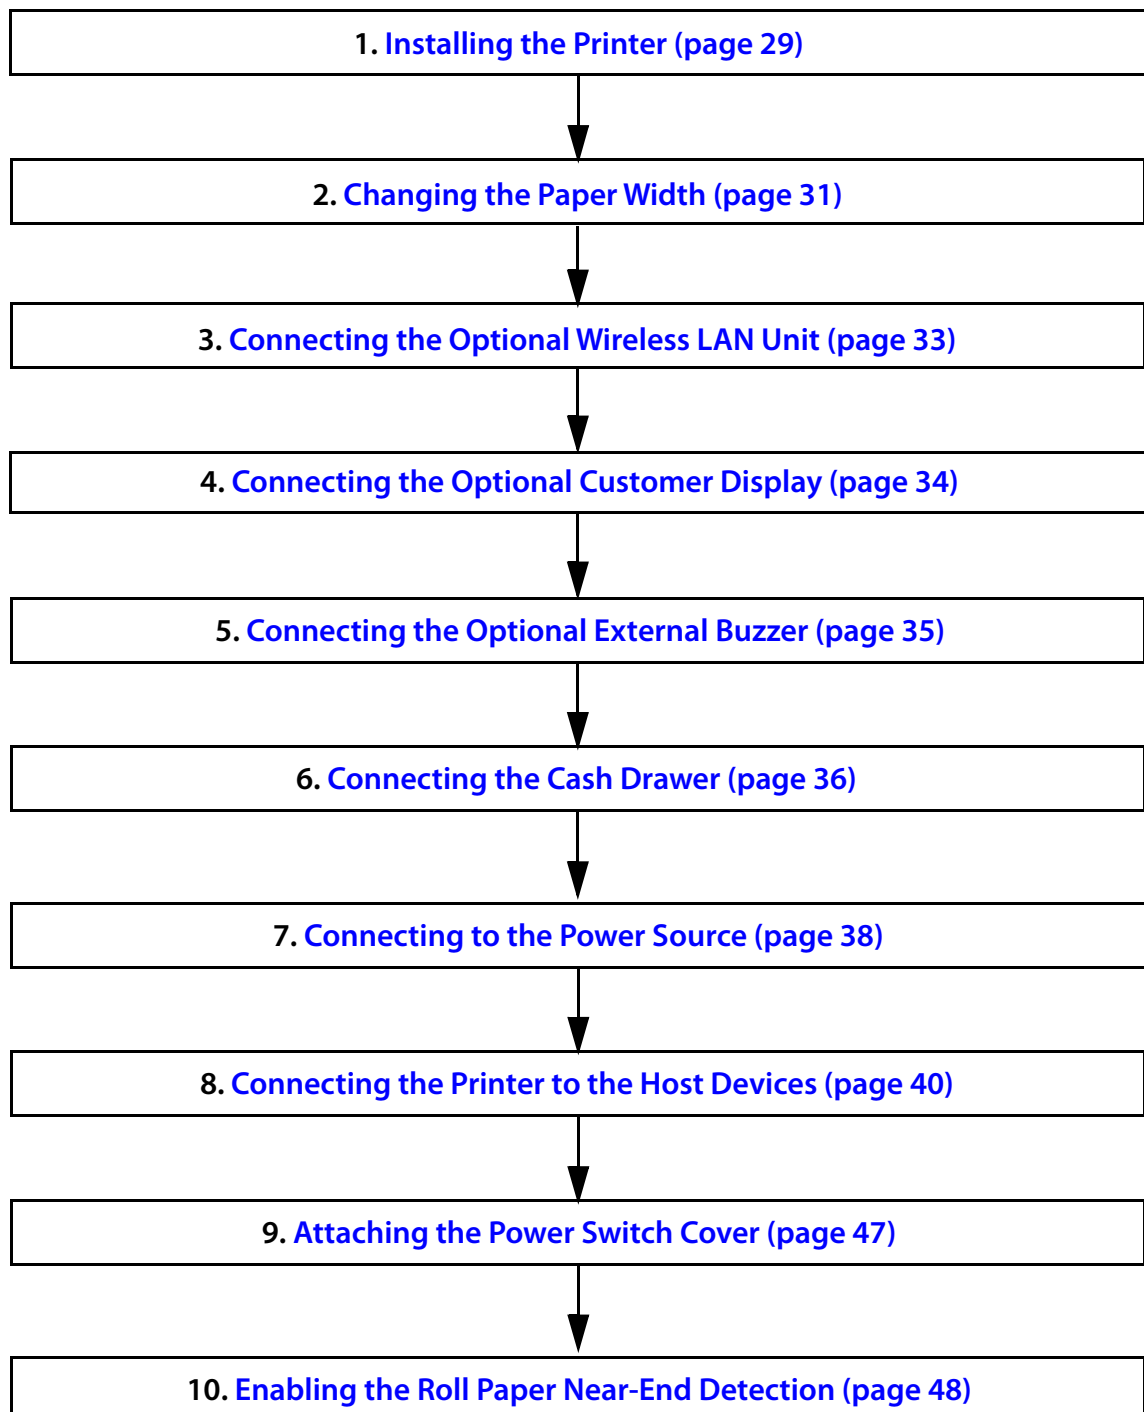 1. Installing the Printer (page 29)
2. Changing the Paper Width (page 31)
3. Connecting the Optional Wireless LAN Unit (page 33)
4. Connecting the Optional Customer Display (page 34)
5. Connecting the Optional External Buzzer (page 35)
6. Connecting the Cash Drawer (page 36)
7. Connecting to the Power Source (page 38)
8. Connecting the Printer to the Host Devices (page 40)
9. Attaching the Power Switch Cover (page 47)
10. Enabling the Roll Paper Near-End Detection (page 48)